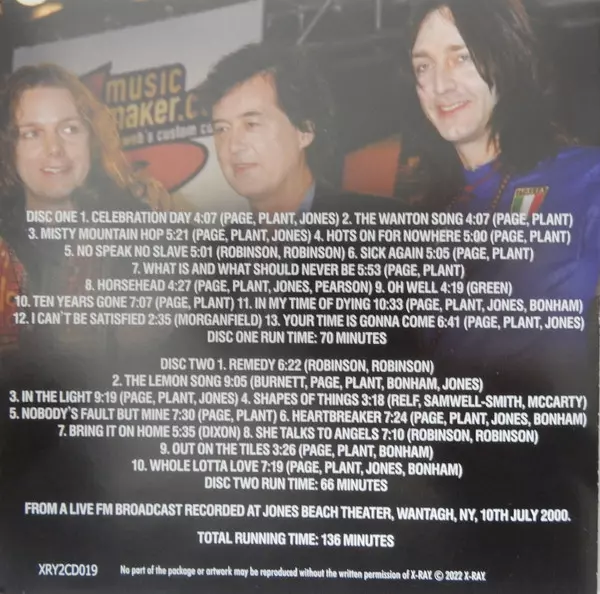 music
maker.c
web's custom cu
DISC ONE 1. CELEBRATION DAY 4:07 (PAGE, PLANT, JONES) 2. THE WANTON SONG 4:07 (PAGE, PLANT)
3. MISTY MOUNTAIN HOP 5:21 (PAGE, PLANT, JONES) 4. HOTS ON FOR NOWHERE 5:00 (PAGE, PLANT)
5. NO SPEAK NO SLAVE 5:01 (ROBINSON, ROBINSON) 6. SICK AGAIN 5:05 (PAGE, PLANT)
7. WHAT IS AND WHAT SHOULD NEVER BE 5:53 (PAGE, PLANT)
8. HORSEHEAD 4:27 (PAGE, PLANT, JONES, PEARSON) 9. OH WELL 4:19 (GREEN)
10. TEN YEARS GONE 7:07 (PAGE, PLANT) 11. IN MY TIME OF DYING 10:33 (PAGE, PLANT, JONES, BONHAM)
12. I CAN'T BE SATISFIED 2:35 (MORGANFIELD) 13. YOUR TIME IS GONNA COME 6:41 (PAGE, PLANT, JONES)
DISC ONE RUN TIME: 70 MINUTES
DISC TWO 1. REMEDY 6:22 (ROBINSON, ROBINSON)
2. THE LEMON SONG 9:05 (BURNETT, PAGE, PLANT, BONHAM, JONES)
3. IN THE LIGHT 9:19 (PAGE, PLANT, JONES) 4. SHAPES OF THINGS 3:18 (RELF, SAMWELL-SMITH, MCCARTY)
5. NOBODY'S FAULT BUT MINE 7:30 (PAGE, PLANT) 6. HEARTBREAKER 7:24 (PAGE, PLANT, JONES, BONHAM)
7. BRING IT ON HOME 5:35 (DIXON) 8. SHE TALKS TO ANGELS 7:10 (ROBINSON, ROBINSON)
9. OUT ON THE TILES 3:26 (PAGE, PLANT, BONHAM)
10. WHOLE LOTTA LOVE 7:19 (PAGE, PLANT, JONES, BONHAM)
DISC TWO RUN TIME: 66 MINUTES
FROM A LIVE FM BROADCAST RECORDED AT JONES BEACH THEATER, WANTAGH, NY, 10TH JULY 2000.
TOTAL RUNNING TIME: 136 MINUTES
XRY2CD019 No part of the package or artwork may be reproduced without the written permission of X-RAY. © 2022 X-RAY.